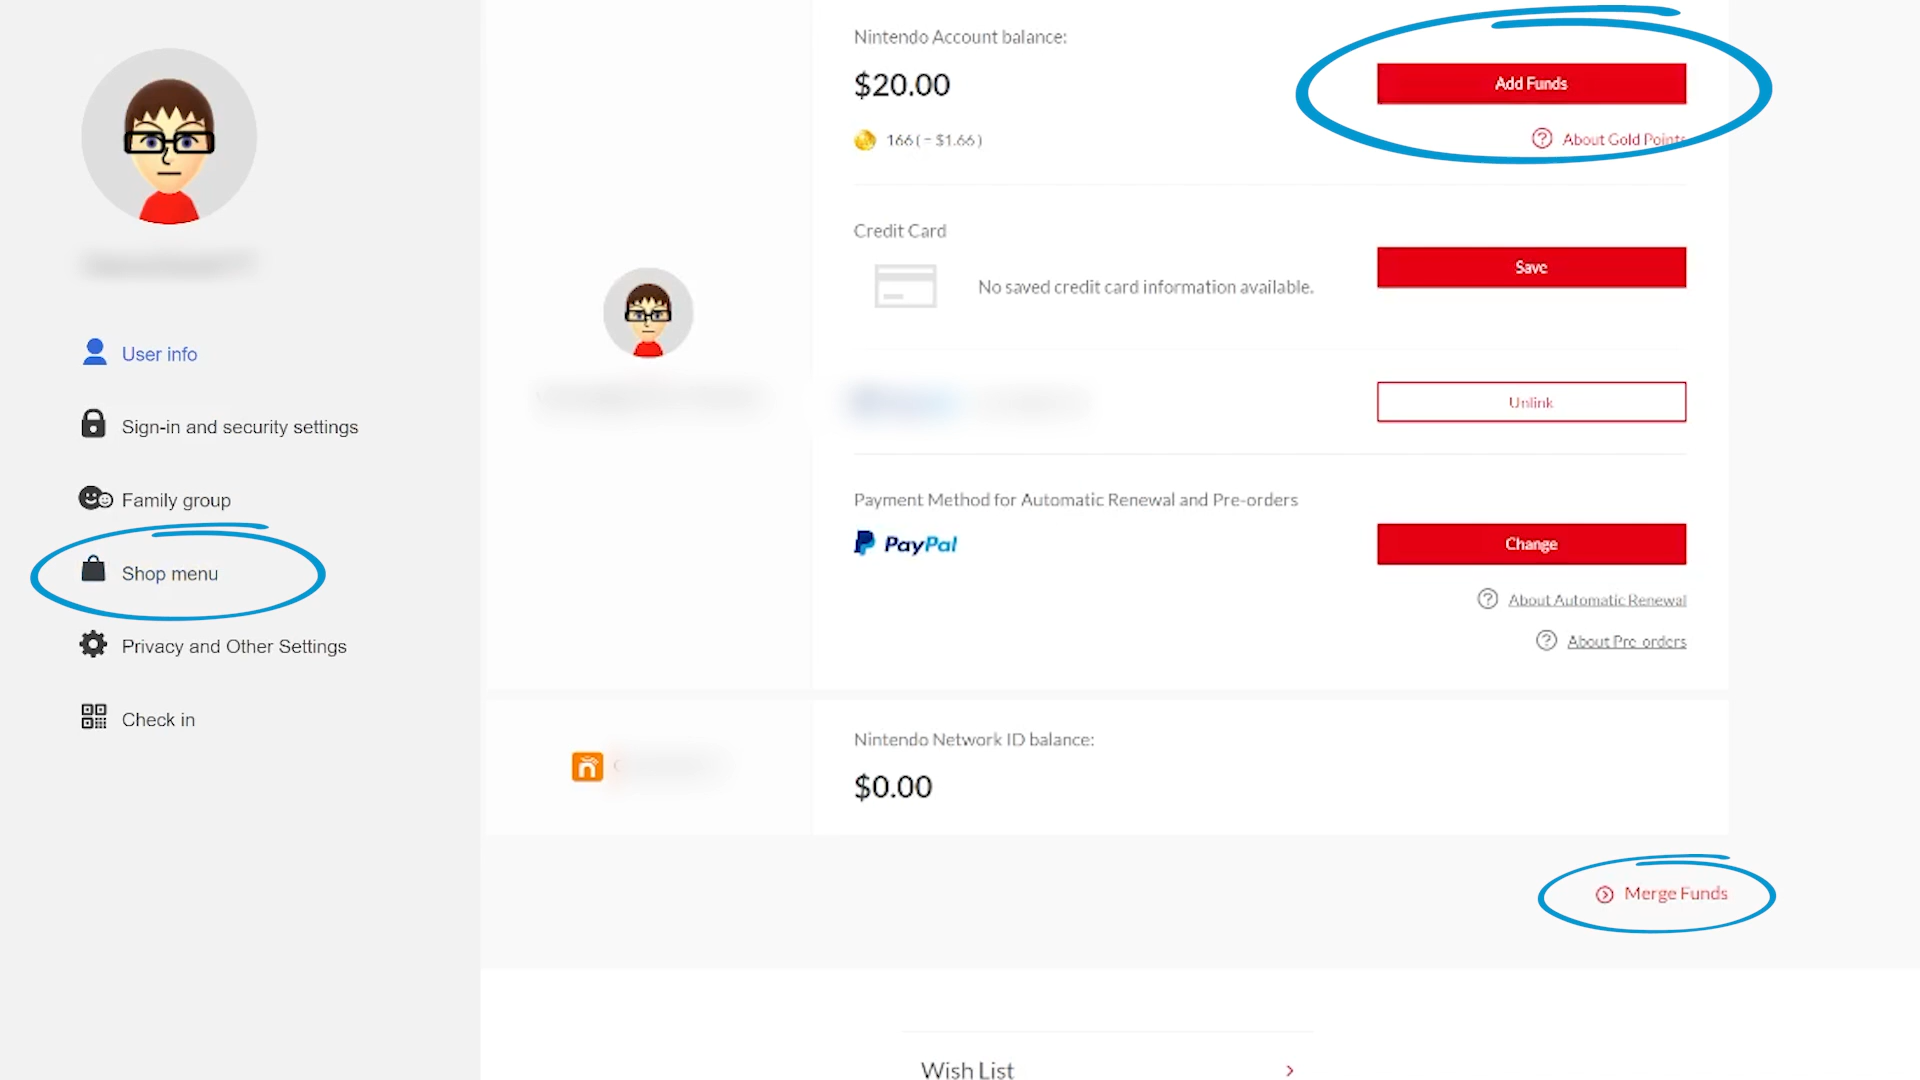 User info
Sign-in and security settings
Family group
Shop menu
Privacy and Other Settings
Check in
Nintendo Account balance:
$20.00
Add Funds
166 ( = $1.66 )
About Gold Points
Credit Card
No saved credit card information available.
Save
Unlink
Payment Method for Automatic Renewal and Pre-orders
PayPal
Change
About Automatic Renewal
About Pre-orders
Nintendo Network ID balance:
$0.00
Merge Funds
Wish List